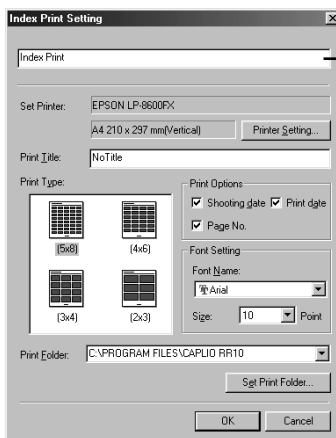 Index Print Setting
Index Print
Set Printer: EPSON LP-8600FX
A4 210 x 297 mm(Vertical) Printer Setting...
Print Title: NoTitle
Print Type:
(5x8) (4x6)
(3x4) (2x3)
Print Options
Shooting date Print date
Page No.
Font Setting
Font Name:
Arial
Size: 10 Point
Print Folder: C:\PROGRAM FILES\CAPLIO RR10
Set Print Folder...
OK Cancel